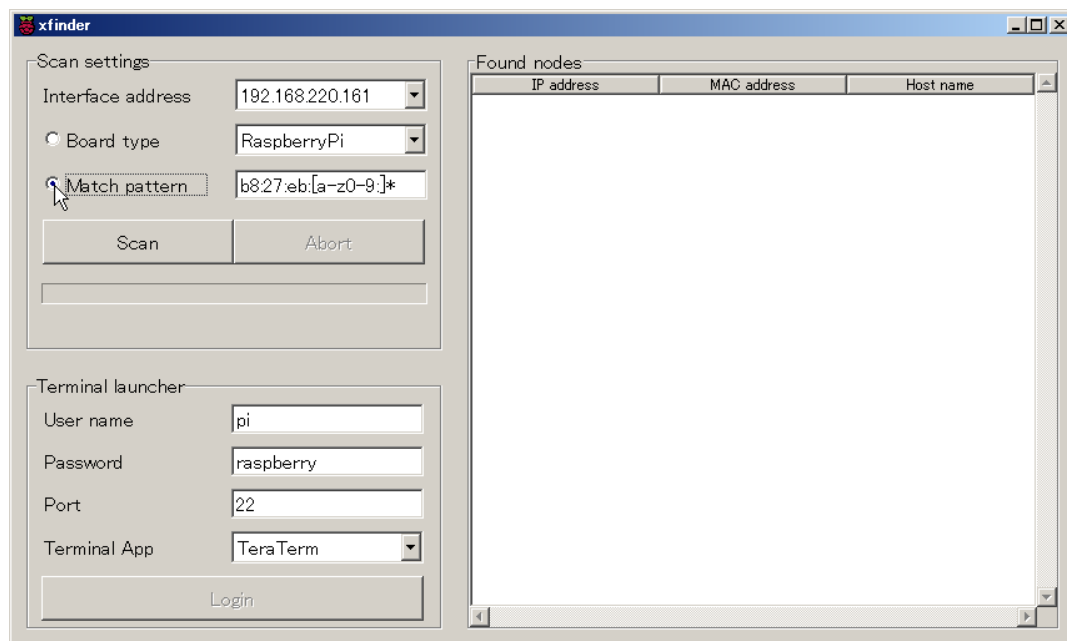 xfinder
Scan settings
Interface address 192.168.220.161
Board type RaspberryPi
Match pattern b8:27:eb:[a-z0-9:]*
Scan Abort
Terminal launcher
User name pi
Password raspberry
Port 22
Terminal App TeraTerm
Login
Found nodes
IP address MAC address Host name